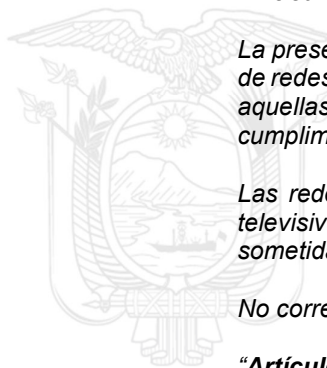 La prese
de redes
aquellas
cumplim
Las rede
televisiv
sometida
No corre
"Artícul